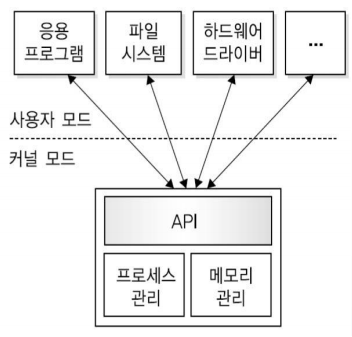 응용
프로그램
파일
시스템
하드웨어
드라이버
...
사용자 모드
커널 모드
API
프로세스
관리
메모리
관리